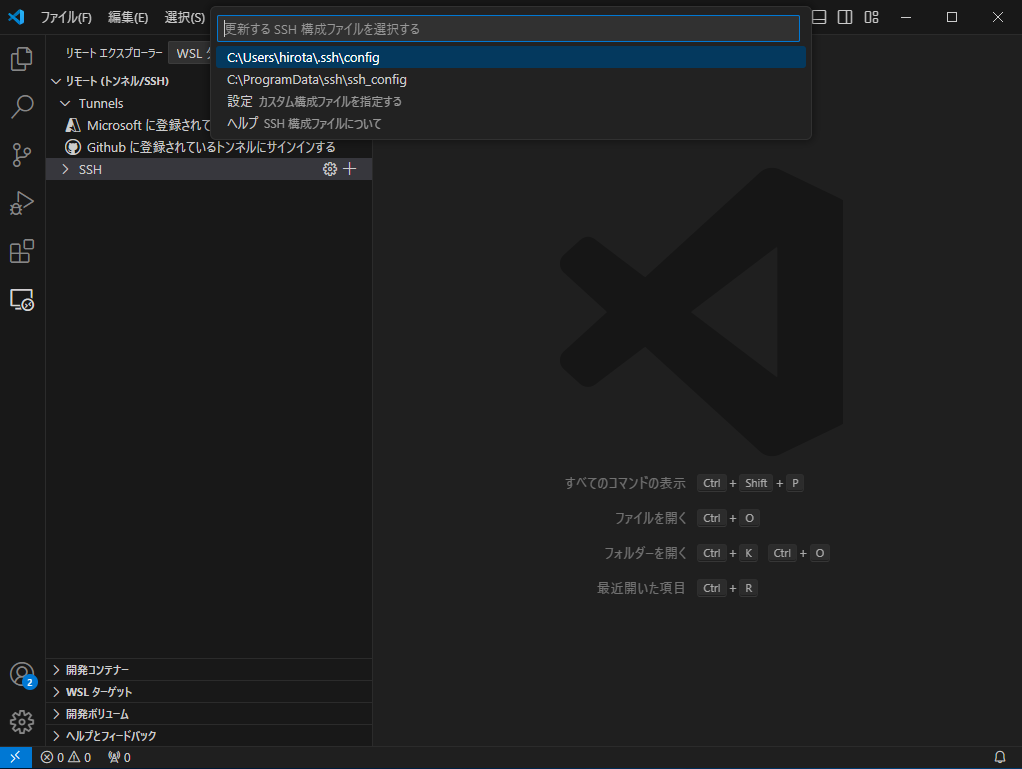 ファイル(F) 編集(E) 選択(S)
更新する SSH 構成ファイルを選択する
C:\Users\hirota\.ssh\config
C:\ProgramData\ssh\ssh_config
設定 カスタム構成ファイルを指定する
ヘルプ SSH 構成ファイルについて
リモート エクスプローラー WSL
リモート (トンネル/SSH)
Tunnels
Microsoft に登録されて
Github に登録されているトンネルにサインインする
SSH
すべてのコマンドの表示 Ctrl + Shift + P
ファイルを開く Ctrl + O
フォルダーを開く Ctrl + K Ctrl + O
最近開いた項目 Ctrl + R
開発コンテナー
WSL ターゲット
開発ボリューム
ヘルプとフィードバック
2
0 0 0